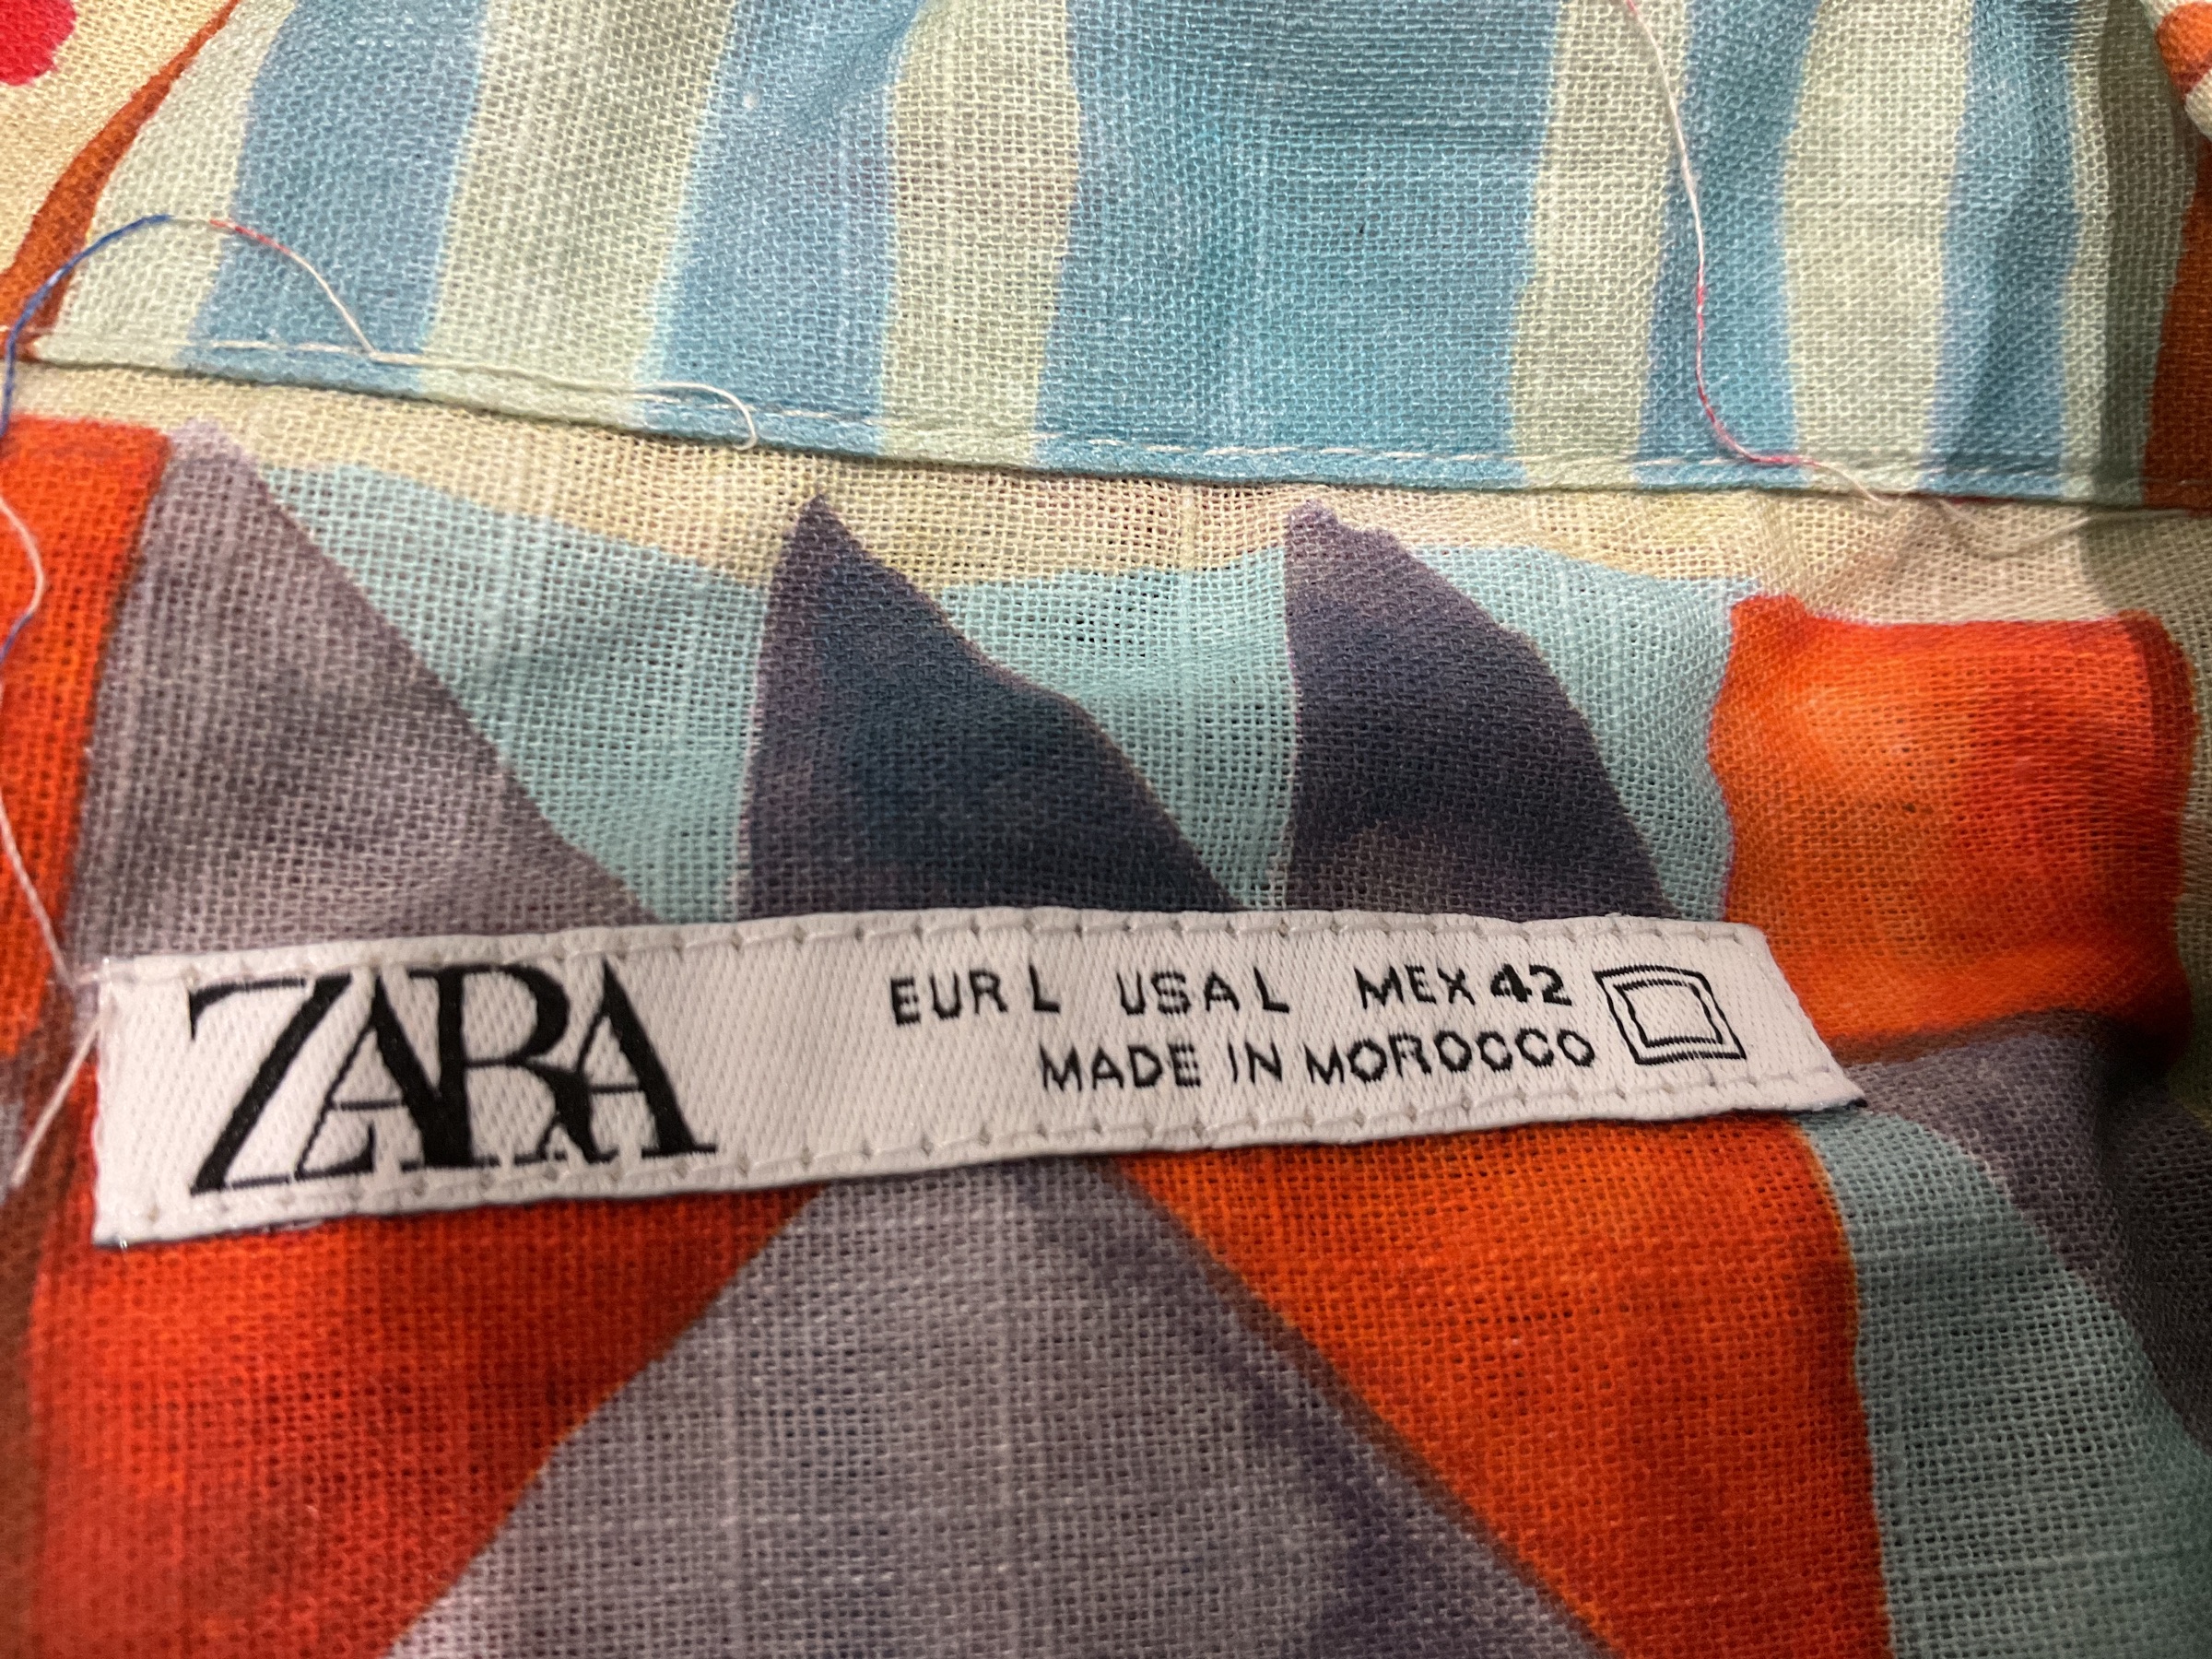 ZARA
EUR L USA L MEX 42
MADE IN MOROCCO